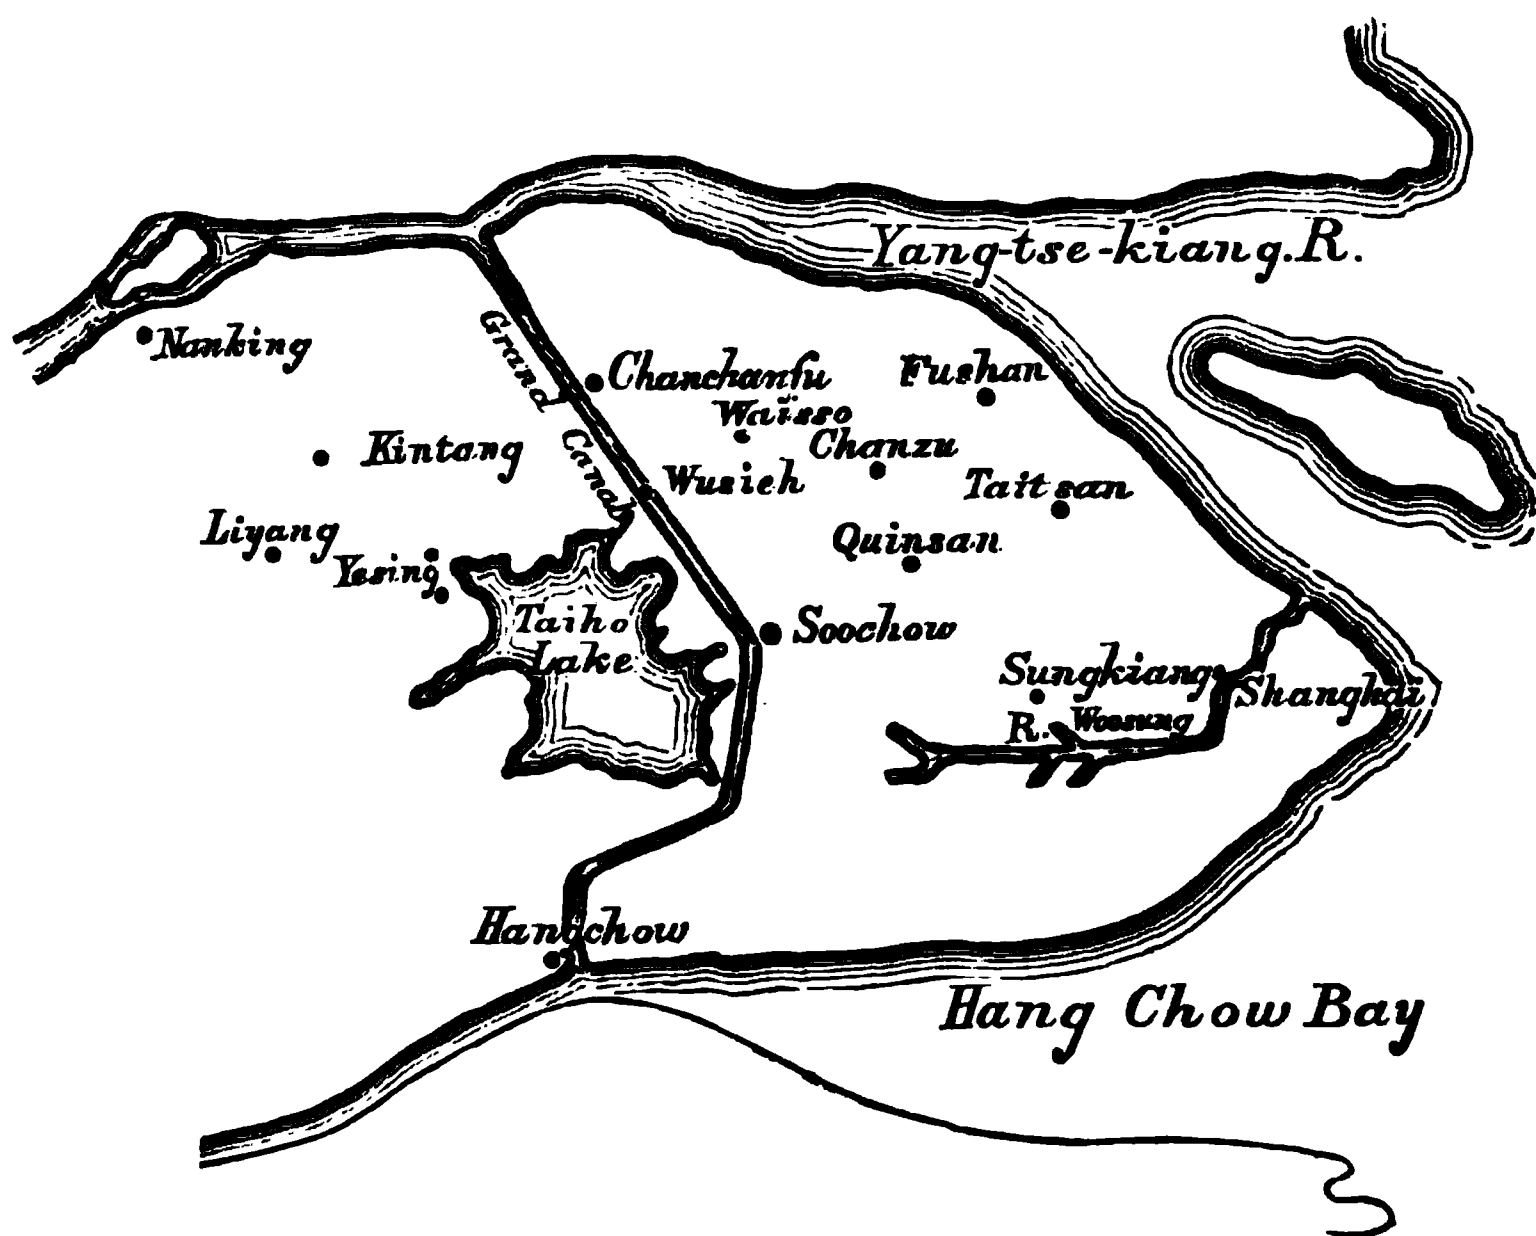 Yang-tse-kiang.R.
Nanking
Grand Canal
Chanchanfu
Fushan
Waïsso
Kintang
Chanzu
Wusieh
Taitsan
Liyang
Quinsan
Yesing
Taiho
Lake
Soochow
Sungkiang
Shanghai
R. Woosung
Hangchow
Hang Chow Bay